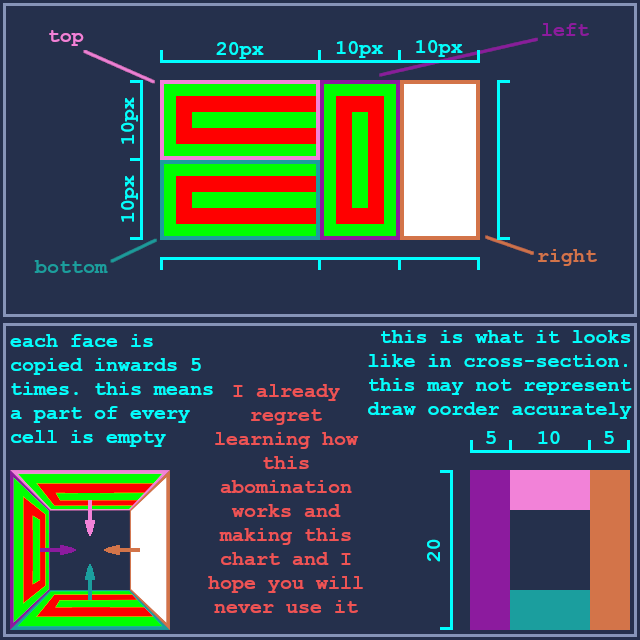 top
left
20px
10px
10px
10px
10px
bottom
right
each face is
copied inwards 5
times. this means
a part of every
cell is empty
I already
regret
learning how
this
abomination
works and
making this
chart and I
hope you will
never use it
this is what it looks
like in cross-section.
this may not represent
draw oorder accurately
5
10
5
20